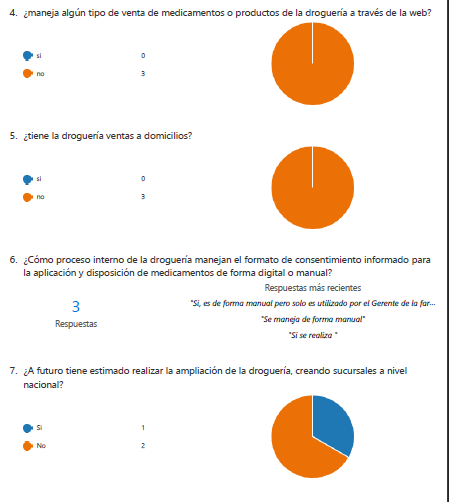 4. ¿maneja algún tipo de venta de medicamentos o productos de la droguería a través de la web?
si 0
no 3
5. ¿tiene la droguería ventas a domicilios?
si 0
no 3
6. ¿Cómo proceso interno de la droguería manejan el formato de consentimiento informado para
la aplicación y disposición de medicamentos de forma digital o manual?
Respuestas más recientes
3
"Si, es de forma manual pero solo es utilizado por el Gerente de la far...
Respuestas
"Se maneja de forma manual"
"Si se realiza "
7. ¿A futuro tiene estimado realizar la ampliación de la droguería, creando sucursales a nivel
nacional?
Si 1
No 2